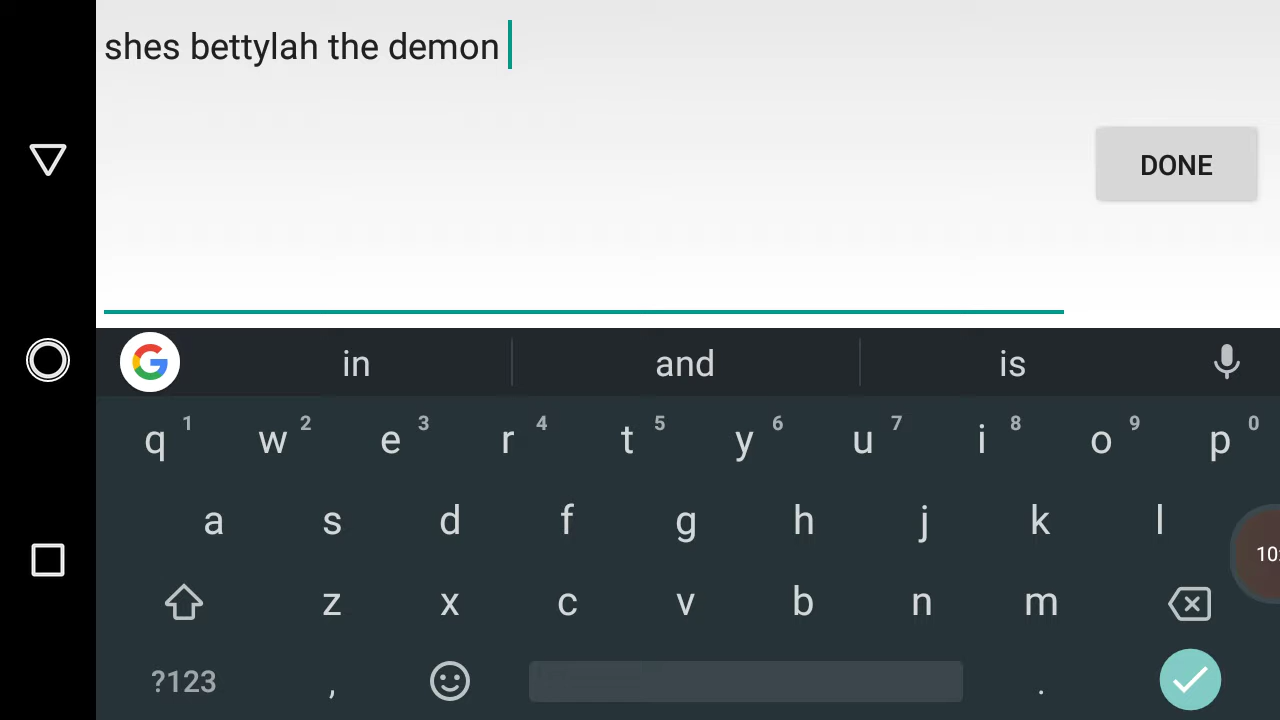 shes bettylah the demon
DONE
in and is
q 1 w 2 e 3 r 4 t 5 y 6 u 7 i 8 o 9 p 0
a s d f g h j k l
z x c v b n m
?123 , .
10: